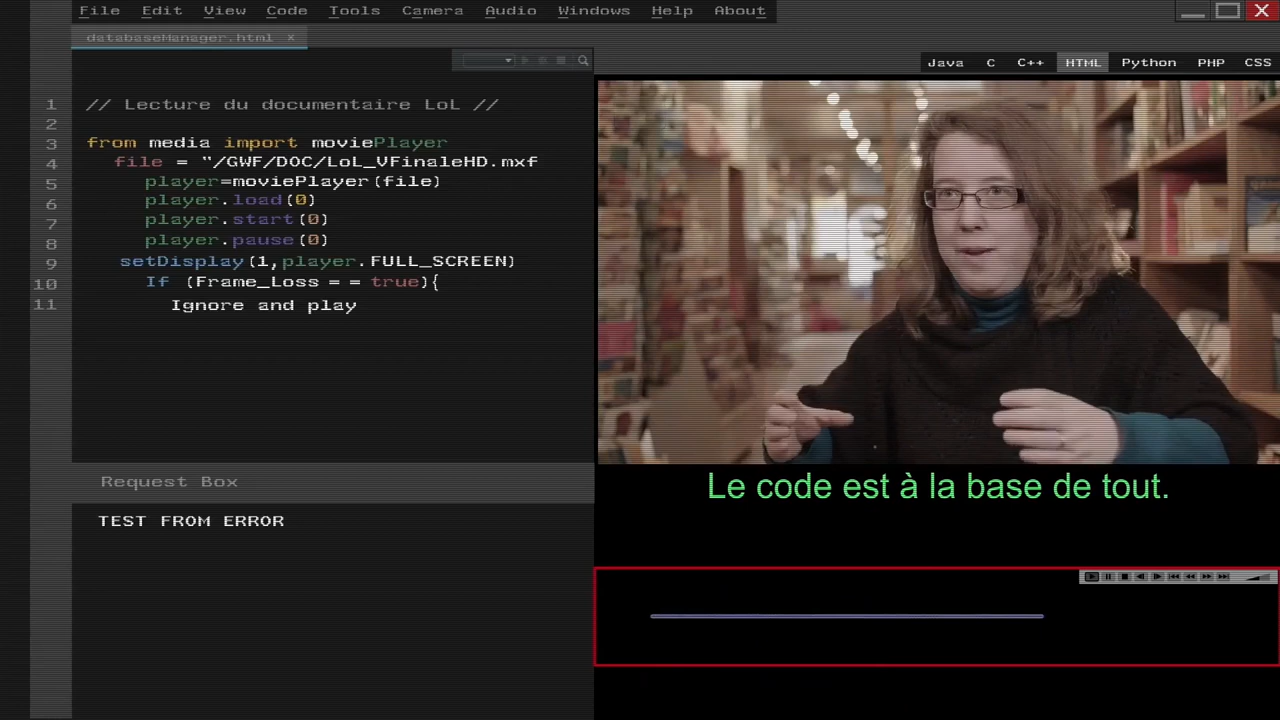 File Edit View Code Tools Camera Audio Windows Help About
databaseManager.html ×
Java C C++ HTML Python PHP CSS
1 // Lecture du documentaire LoL //
2
3 from media import moviePlayer
4 file = "/GWF/DOC/LoL_VFinaleHD.mxf
5 player=moviePlayer(file)
6 player.load(0)
7 player.start(0)
8 player.pause(0)
9 setDisplay(1,player.FULL_SCREEN)
10 If (Frame_Loss = = true){
11 Ignore and play
Request Box
TEST FROM ERROR
Le code est à la base de tout.